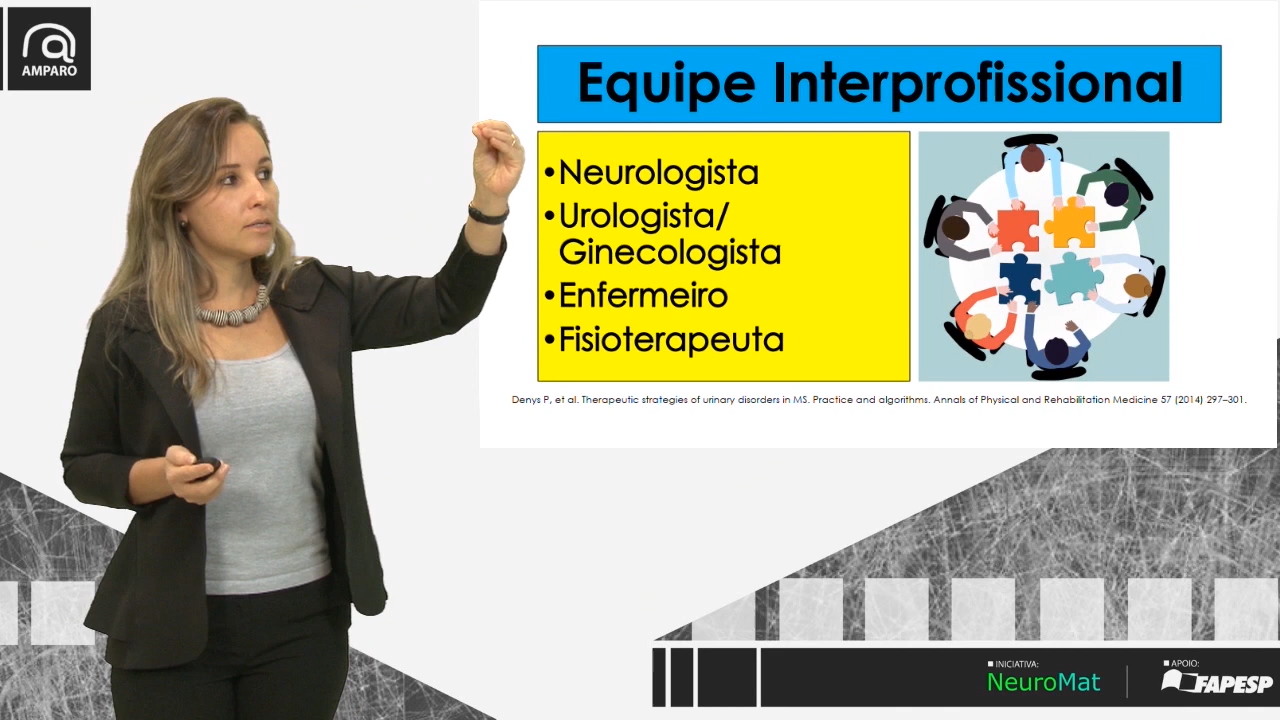 AMPARO
Equipe Interprofissional
•Neurologista
•Urologista/
Ginecologista
•Enfermeiro
•Fisioterapeuta
Denys P, et al. Therapeutic strategies of urinary disorders in MS. Practice and algorithms. Annals of Physical and Rehabilitation Medicine 57 (2014) 297–301.
INICIATIVA:
NeuroMat
APOIO:
FAPESP